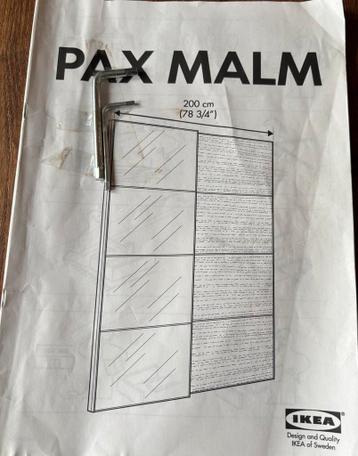 PAX MALM
200 cm
(78 3/4")
IKEA
Design and Quality
IKEA of Sweden